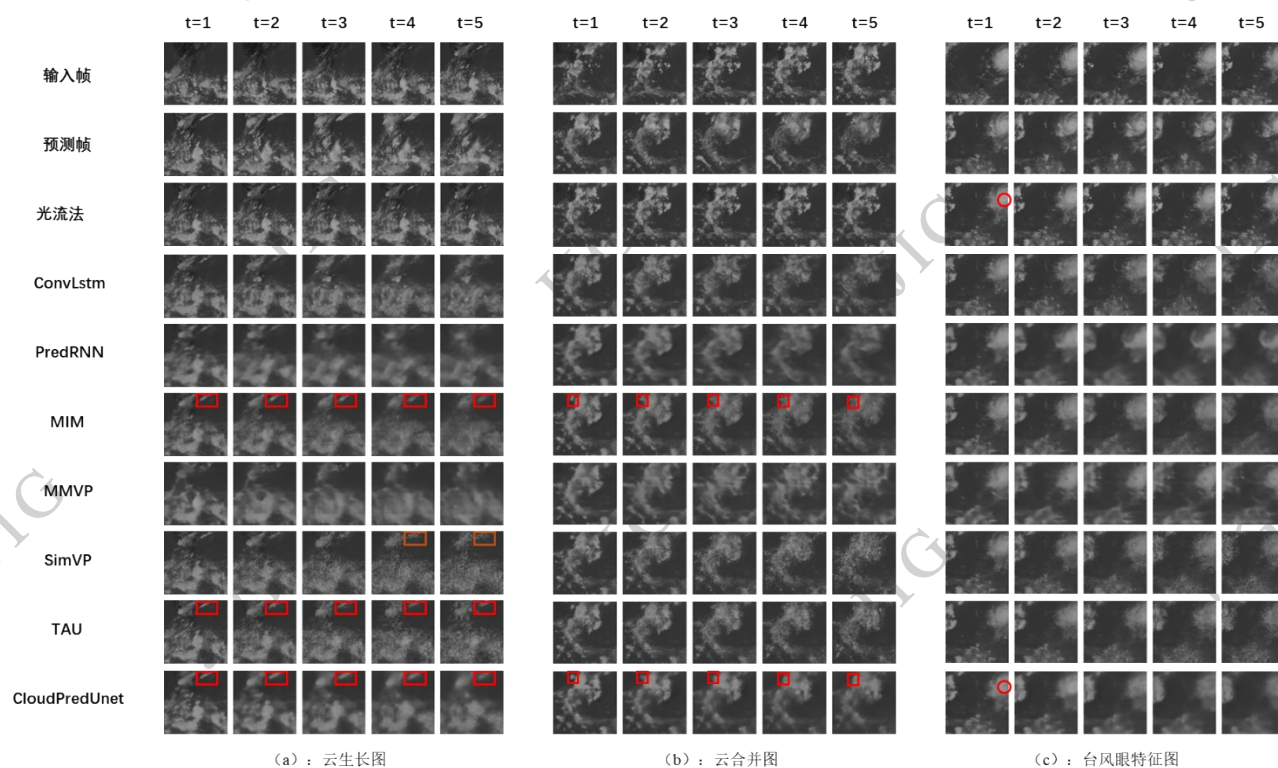 t=1 t=2 t=3 t=4 t=5 t=1 t=2 t=3 t=4 t=5 t=1 t=2 t=3 t=4 t=5
输入帧
预测帧
光流法
ConvLstm
PredRNN
MIM
MMVP
SimVP
TAU
CloudPredUnet
（a）：云生长图 （b）：云合并图 （c）：台风眼特征图